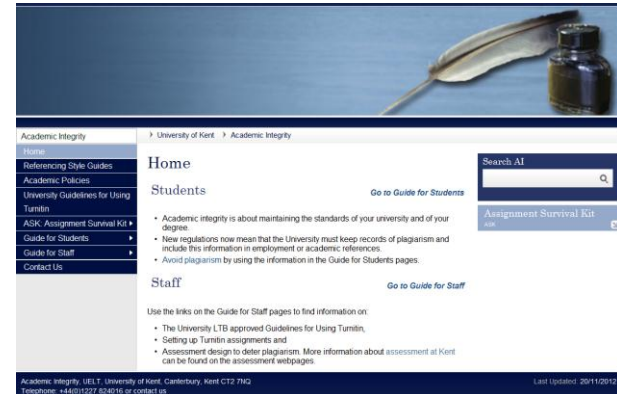 Academic Integrity
Home
Referencing Style Guides
Academic Policies
University Guidelines for Using
Turnitin
ASK: Assignment Survival Kit
Guide for Students
Guide for Staff
Contact Us
University of Kent Academic Integrity
Home
Students
Go to Guide for Students
• Academic integrity is about maintaining the standards of your university and of your
degree.
• New regulations now mean that the University must keep records of plagiarism and
include this information in employment or academic references.
• Avoid plagiarism by using the information in the Guide for Students pages.
Staff
Go to Guide for Staff
Use the links on the Guide for Staff pages to find information on:
• The University LTB approved Guidelines for Using Turnitin,
• Setting up Turnitin assignments and
• Assessment design to deter plagiarism. More information about assessment at Kent
can be found on the assessment webpages.
Search AI
Assignment Survival Kit
ASK
Academic Integrity, UELT, University of Kent, Canterbury, Kent CT2 7NQ
Telephone: +44(0)1227 824016 or contact us
Last Updated: 20/11/2012